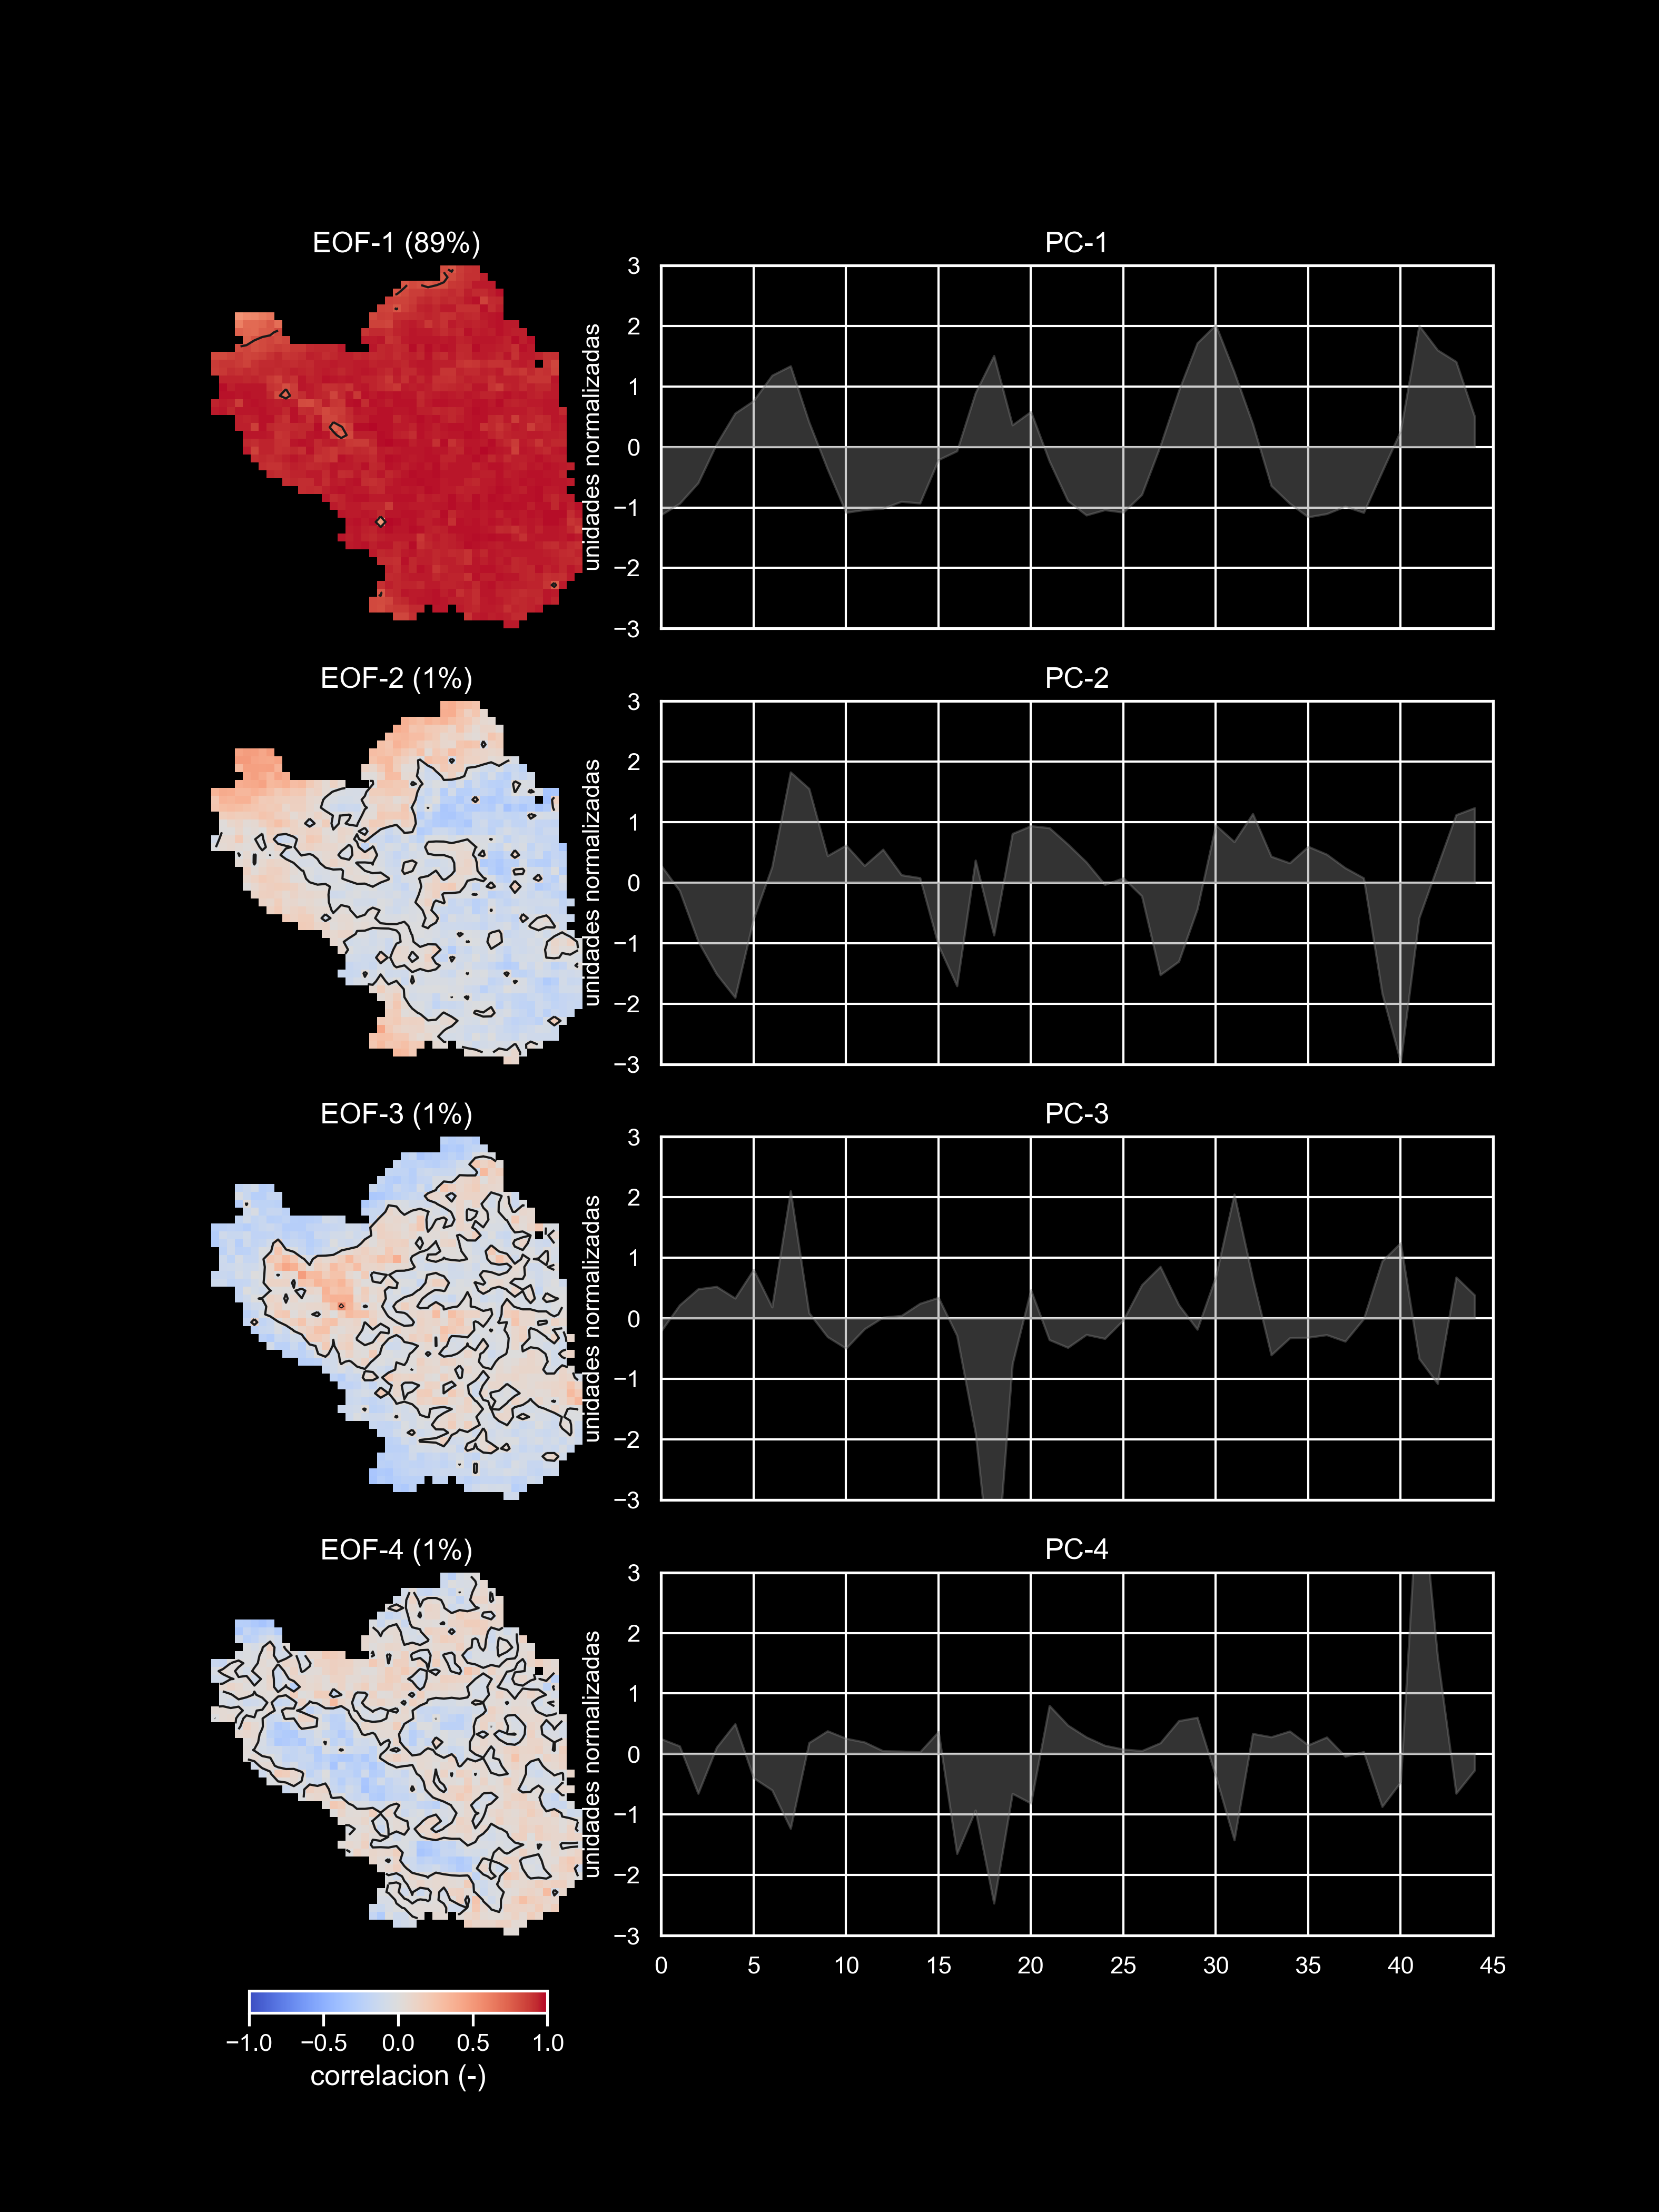 EOF-1 (89%)
PC-1
unidades normalizadas
3
2
1
0
−1
−2
−3
EOF-2 (1%)
PC-2
unidades normalizadas
3
2
1
0
−1
−2
−3
EOF-3 (1%)
PC-3
unidades normalizadas
3
2
1
0
−1
−2
−3
EOF-4 (1%)
PC-4
unidades normalizadas
3
2
1
0
−1
−2
−3
0 5 10 15 20 25 30 35 40 45
−1.0 −0.5 0.0 0.5 1.0
correlacion (-)